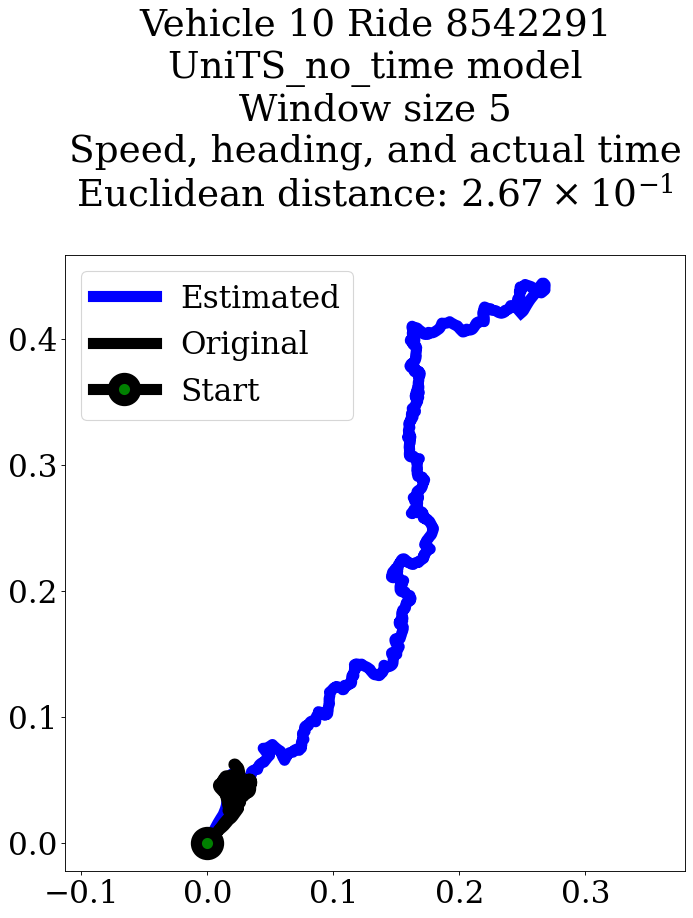 Vehicle 10 Ride 8542291
UniTS_no_time model
Window size 5
Speed, heading, and actual time
Euclidean distance: 2.67 × 10⁻¹
Estimated
Original
Start
0.4
0.3
0.2
0.1
0.0
−0.1 0.0 0.1 0.2 0.3